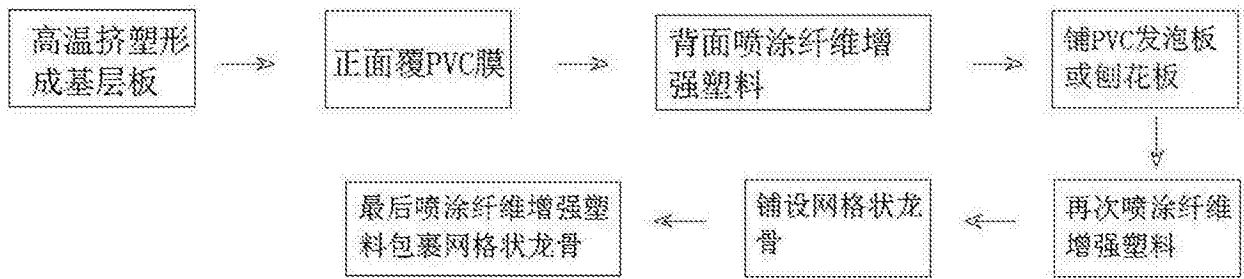 高温挤塑形
成基层板
正面覆PVC膜
背面喷涂纤维增
强塑料
铺PVC发泡板
或刨花板
再次喷涂纤维
增强塑料
铺设网格状龙
骨
最后喷涂纤维增强塑
料包裹网格状龙骨